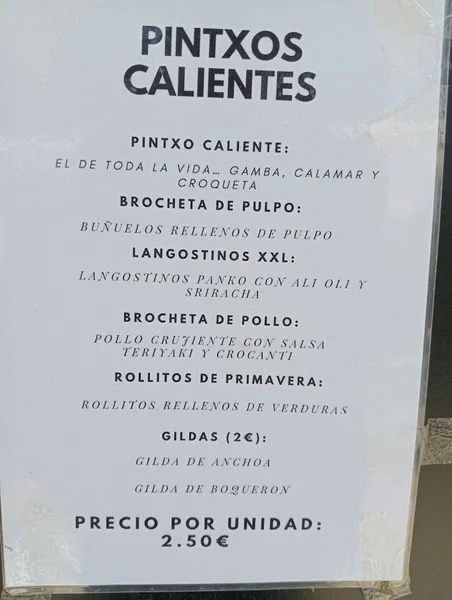 PINTXOS
CALIENTES
PINTXO CALIENTE:
EL DE TODA LA VIDA... GAMBA, CALAMAR Y
CROQUETA
BROCHETA DE PULPO:
BUÑUELOS RELLENOS DE PULPO
LANGOSTINOS XXL:
LANGOSTINOS PANKO CON ALI OLI Y
SRIRACHA
BROCHETA DE POLLO:
POLLO CRUJIENTE CON SALSA
TERIYAKI Y CROCANTI
ROLLITOS DE PRIMAVERA:
ROLLITOS RELLENOS DE VERDURAS
GILDAS (2€):
GILDA DE ANCHOA
GILDA DE BOQUERON
PRECIO POR UNIDAD:
2.50€